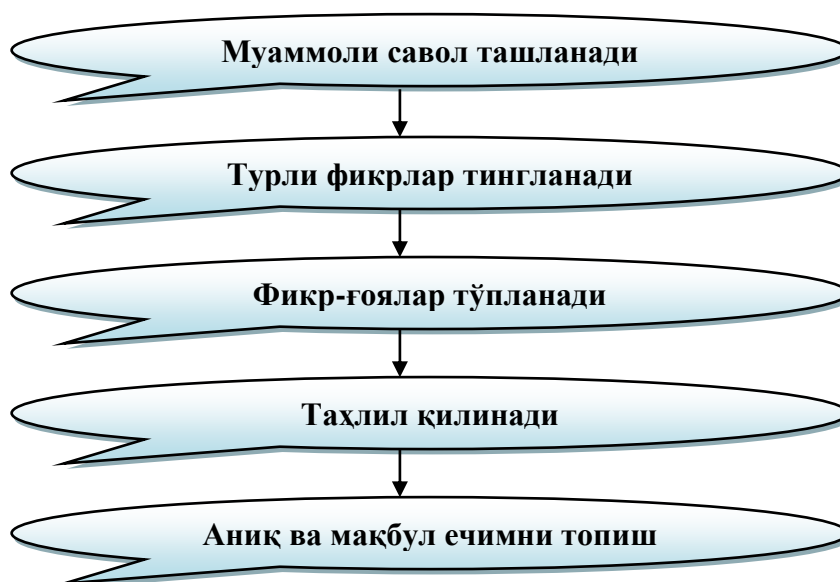 Муаммоли савол ташланади
Турли фикрлар тингланади
Фикр-ғоялар тўпланади
Таҳлил қилинади
Аниқ ва мақбул ечимни топиш